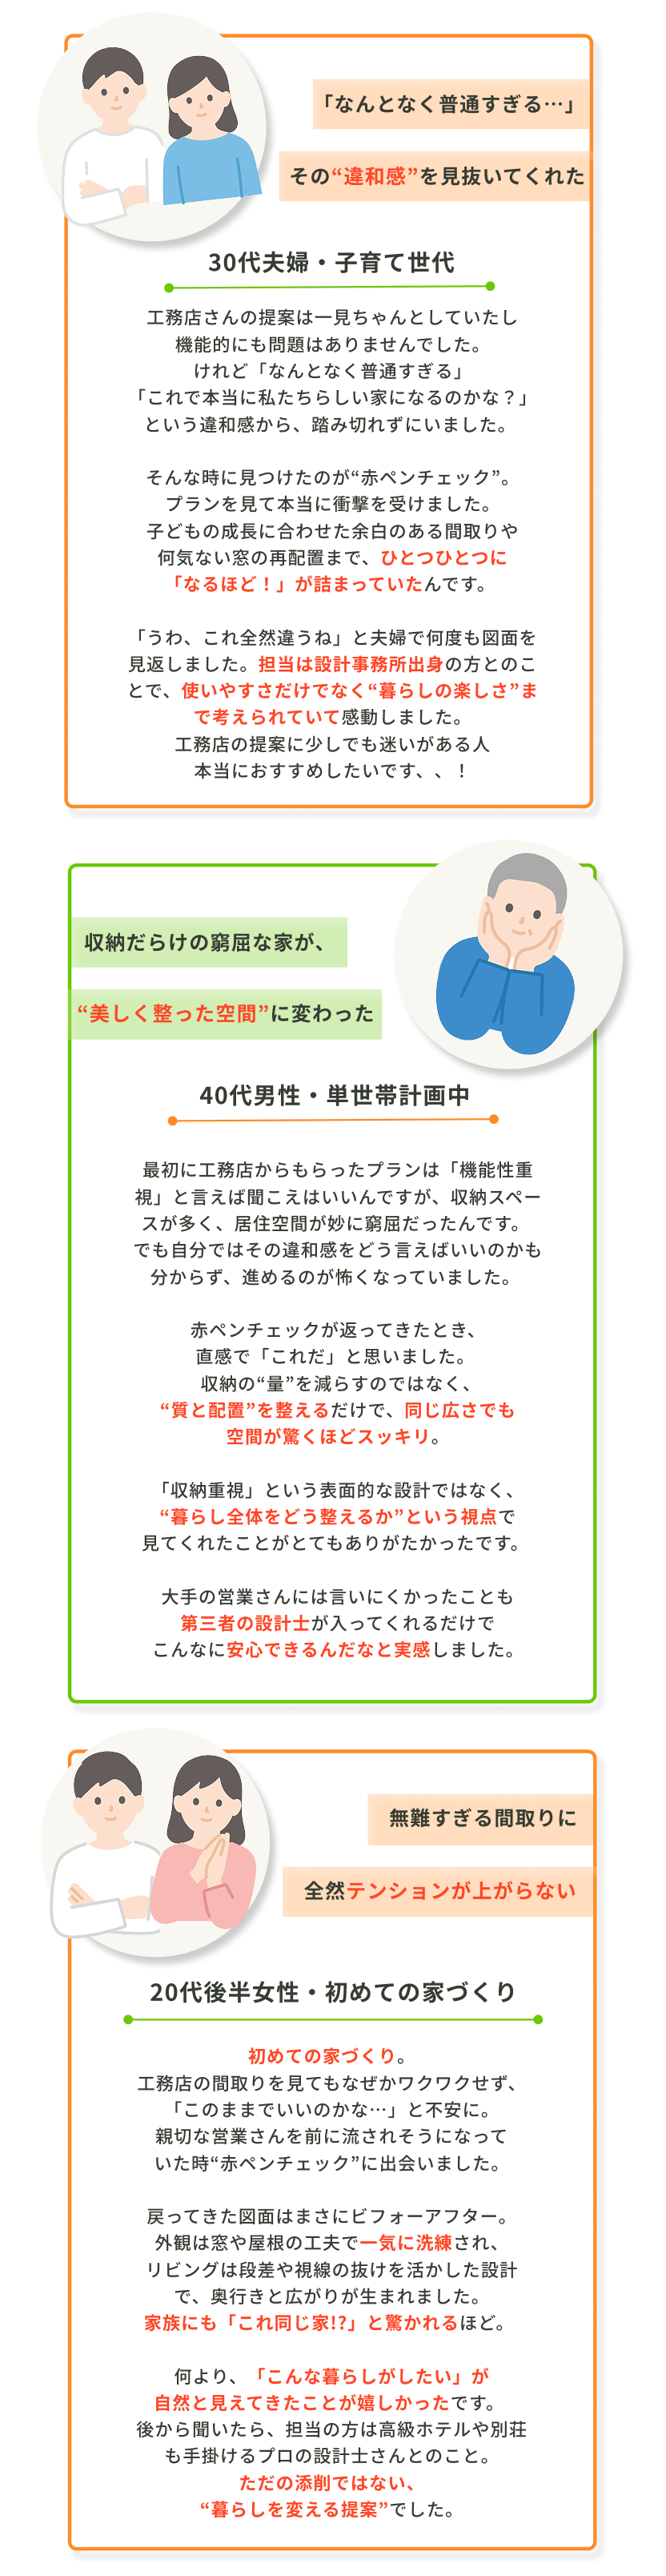 「なんとなく普通すぎる…」
その“違和感”を見抜いてくれた
30代夫婦・子育て世代
工務店さんの提案は一見ちゃんとしていたし
機能的にも問題はありませんでした。
けれど「なんとなく普通すぎる」
「これで本当に私たちらしい家になるのかな？」
という違和感から、踏み切れずにいました。
そんな時に見つけたのが“赤ペンチェック”。
プランを見て本当に衝撃を受けました。
子どもの成長に合わせた余白のある間取りや
何気ない窓の再配置まで、ひとつひとつに
「なるほど！」が詰まっていたんです。
「うわ、これ全然違うね」と夫婦で何度も図面を
見返しました。担当は設計事務所出身の方とのこ
とで、使いやすさだけでなく“暮らしの楽しさ”ま
で考えられていて感動しました。
工務店の提案に少しでも迷いがある人
本当におすすめしたいです、、！
収納だらけの窮屈な家が、
“美しく整った空間”に変わった
40代男性・単世帯計画中
最初に工務店からもらったプランは「機能性重
視」と言えば聞こえはいいんですが、収納スペー
スが多く、居住空間が妙に窮屈だったんです。
でも自分ではその違和感をどう言えばいいのかも
分からず、進めるのが怖くなっていました。
赤ペンチェックが返ってきたとき、
直感で「これだ」と思いました。
収納の“量”を減らすのではなく、
“質と配置”を整えるだけで、同じ広さでも
空間が驚くほどスッキリ。
「収納重視」という表面的な設計ではなく、
“暮らし全体をどう整えるか”という視点で
見てくれたことがとてもありがたかったです。
大手の営業さんには言いにくかったことも
第三者の設計士が入ってくれるだけで
こんなに安心できるんだなと実感しました。
無難すぎる間取りに
全然テンションが上がらない
20代後半女性・初めての家づくり
初めての家づくり。
工務店の間取りを見てもなぜかワクワクせず、
「このままでいいのかな…」と不安に。
親切な営業さんを前に流されそうになって
いた時“赤ペンチェック”に出会いました。
戻ってきた図面はまさにビフォーアフター。
外観は窓や屋根の工夫で一気に洗練され、
リビングは段差や視線の抜けを活かした設計
で、奥行きと広がりが生まれました。
家族にも「これ同じ家!?」と驚かれるほど。
何より、「こんな暮らしがしたい」が
自然と見えてきたことが嬉しかったです。
後から聞いたら、担当の方は高級ホテルや別荘
も手掛けるプロの設計士さんとのこと。
ただの添削ではない、
“暮らしを変える提案”でした。